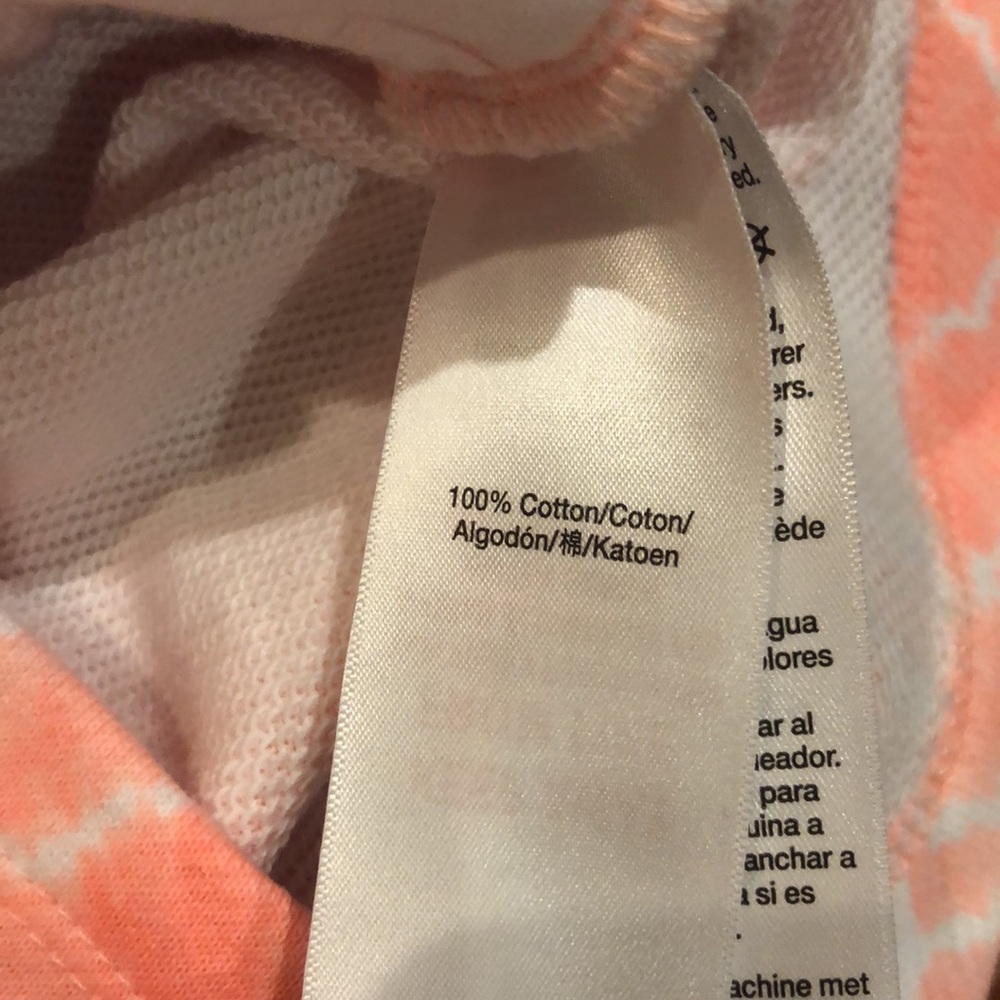 100% Cotton/Coton/
Algodón/棉/Katoen
ed.
rer
ers.
ède
gua
lores
ar al
eador.
para
uina a
anchar a
a si es
achine met